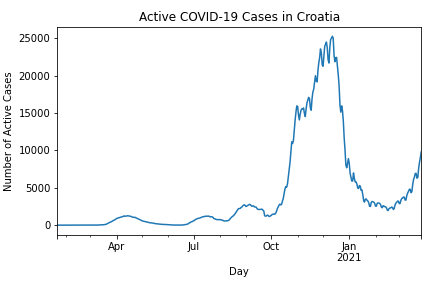 Active COVID-19 Cases in Croatia
Number of Active Cases
25000
20000
15000
10000
5000
0
Apr
Jul
Oct
Jan
2021
Day